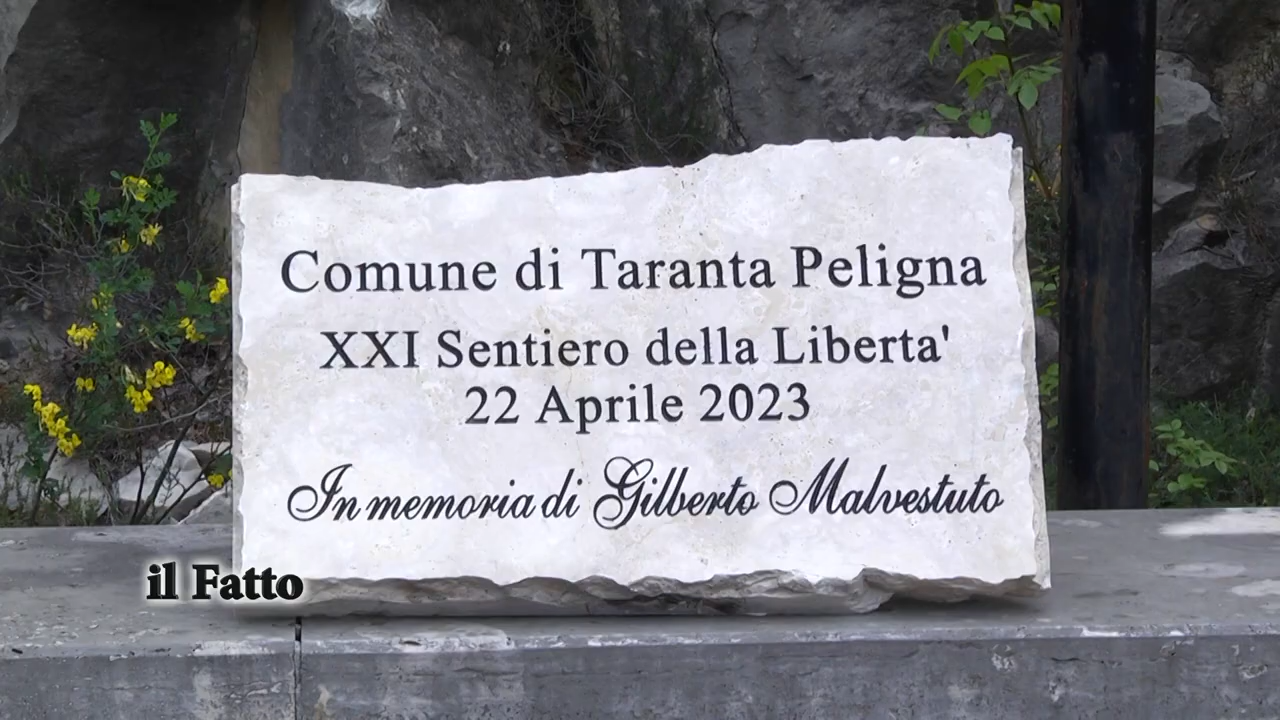 Comune di Taranta Peligna
XXI Sentiero della Liberta'
22 Aprile 2023
In memoria di Gilberto Malvestuto
il Fatto